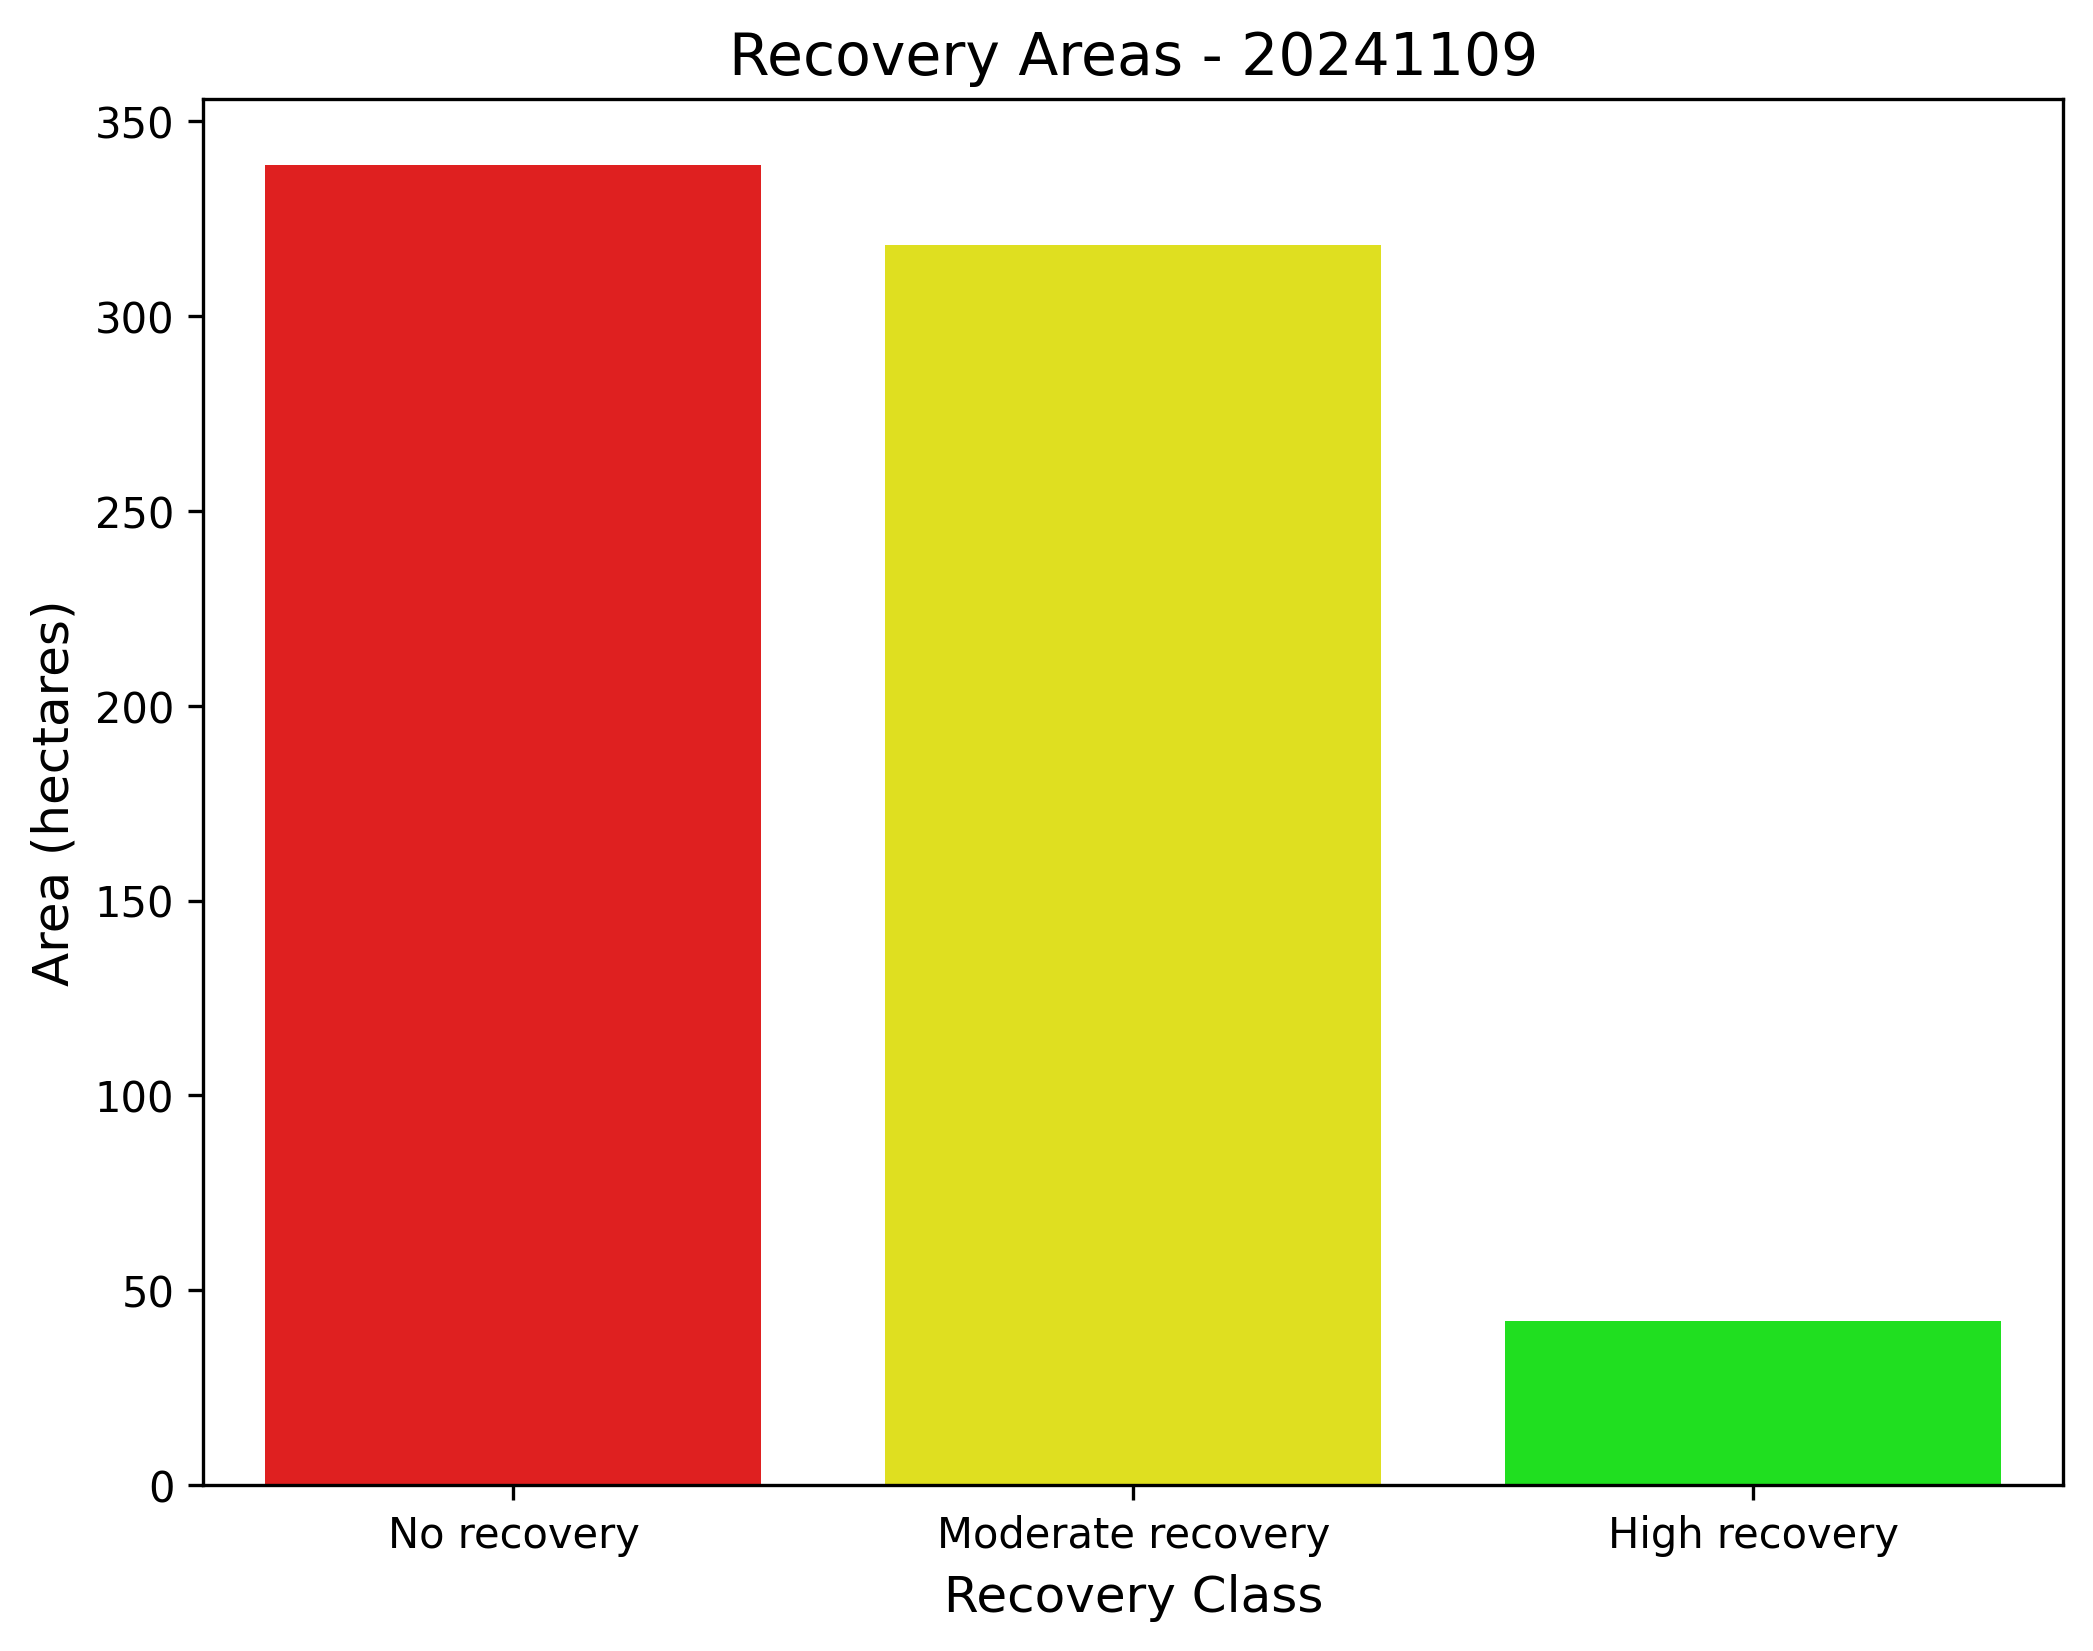 Recovery Areas - 20241109
Area (hectares)
350
300
250
200
150
100
50
0
No recovery
Moderate recovery
High recovery
Recovery Class